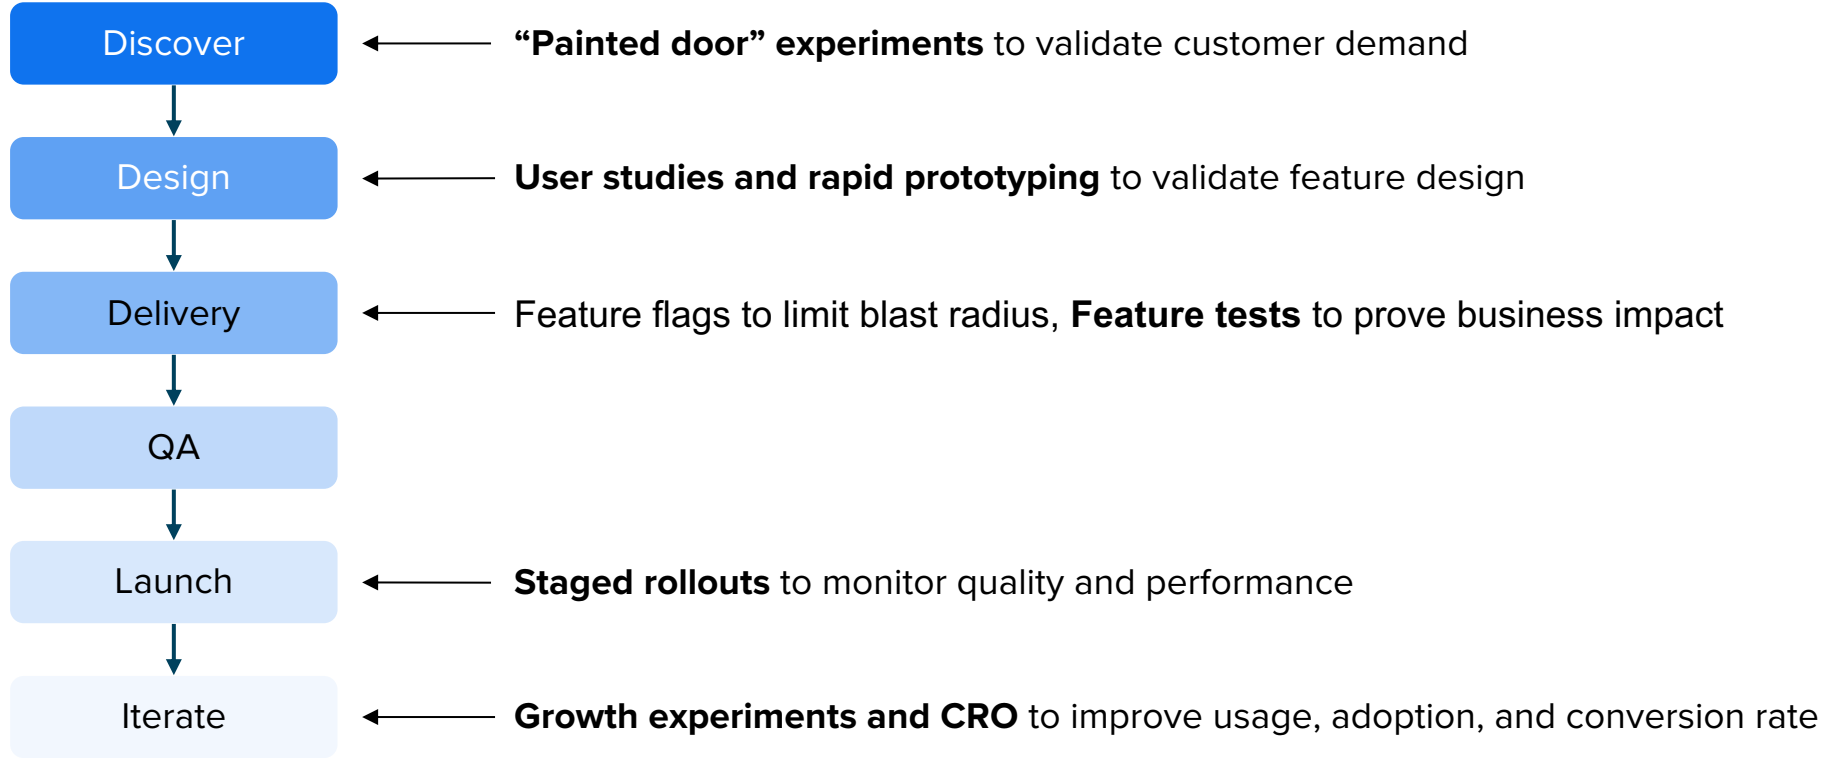 Discover
“Painted door” experiments to validate customer demand
Design
User studies and rapid prototyping to validate feature design
Delivery
Feature flags to limit blast radius, Feature tests to prove business impact
QA
Launch
Staged rollouts to monitor quality and performance
Iterate
Growth experiments and CRO to improve usage, adoption, and conversion rate